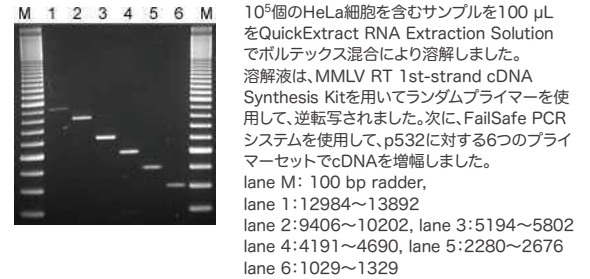 M 1 2 3 4 5 6 M
10⁵個のHeLa細胞を含むサンプルを100 µL
をQuickExtract RNA Extraction Solution
でボルテックス混合により溶解しました。
溶解液は、MMLV RT 1st-strand cDNA
Synthesis Kitを用いてランダムプライマーを使
用して、逆転写されました。次に、FailSafe PCR
システムを使用して、p532に対する6つのプライ
マーセットでcDNAを増幅しました。
lane M： 100 bp radder,
lane 1：12984～13892
lane 2：9406～10202, lane 3：5194～5802
lane 4：4191～4690, lane 5：2280～2676
lane 6：1029～1329